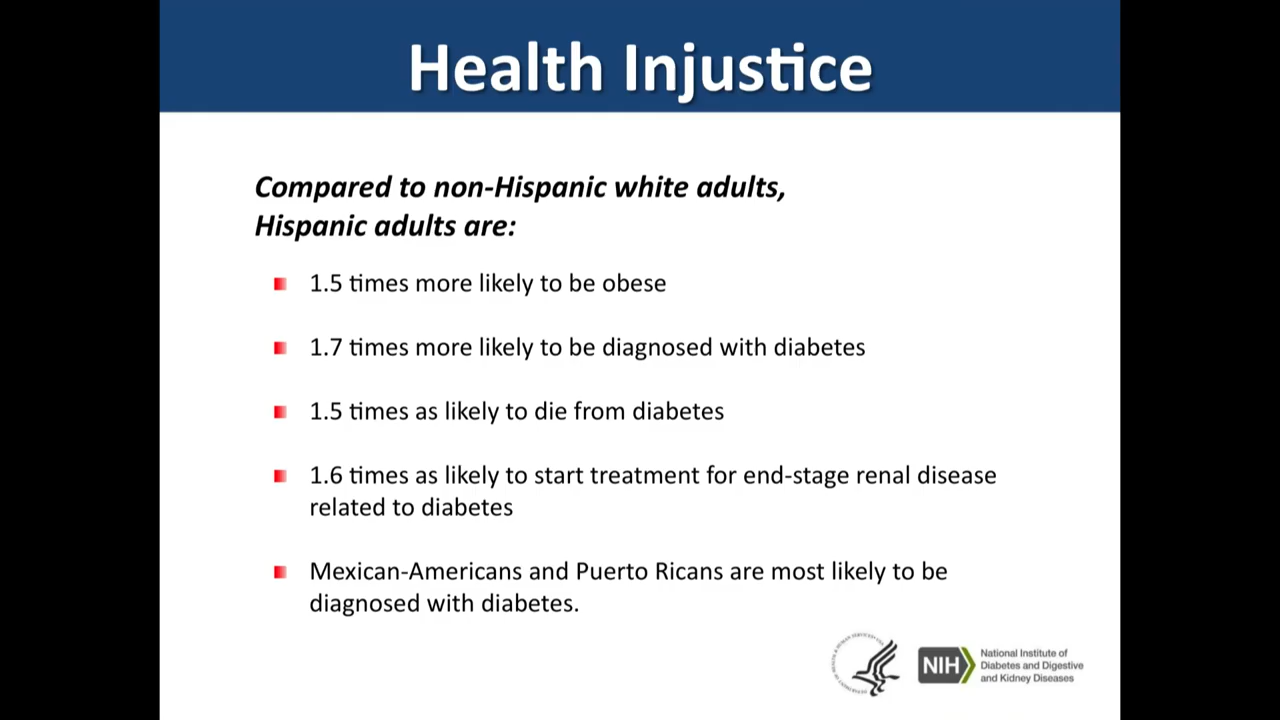 Health Injustice
Compared to non-Hispanic white adults,
Hispanic adults are:
1.5 times more likely to be obese
1.7 times more likely to be diagnosed with diabetes
1.5 times as likely to die from diabetes
1.6 times as likely to start treatment for end-stage renal disease
related to diabetes
Mexican-Americans and Puerto Ricans are most likely to be
diagnosed with diabetes.
NIH
National Institute of
Diabetes and Digestive
and Kidney Diseases